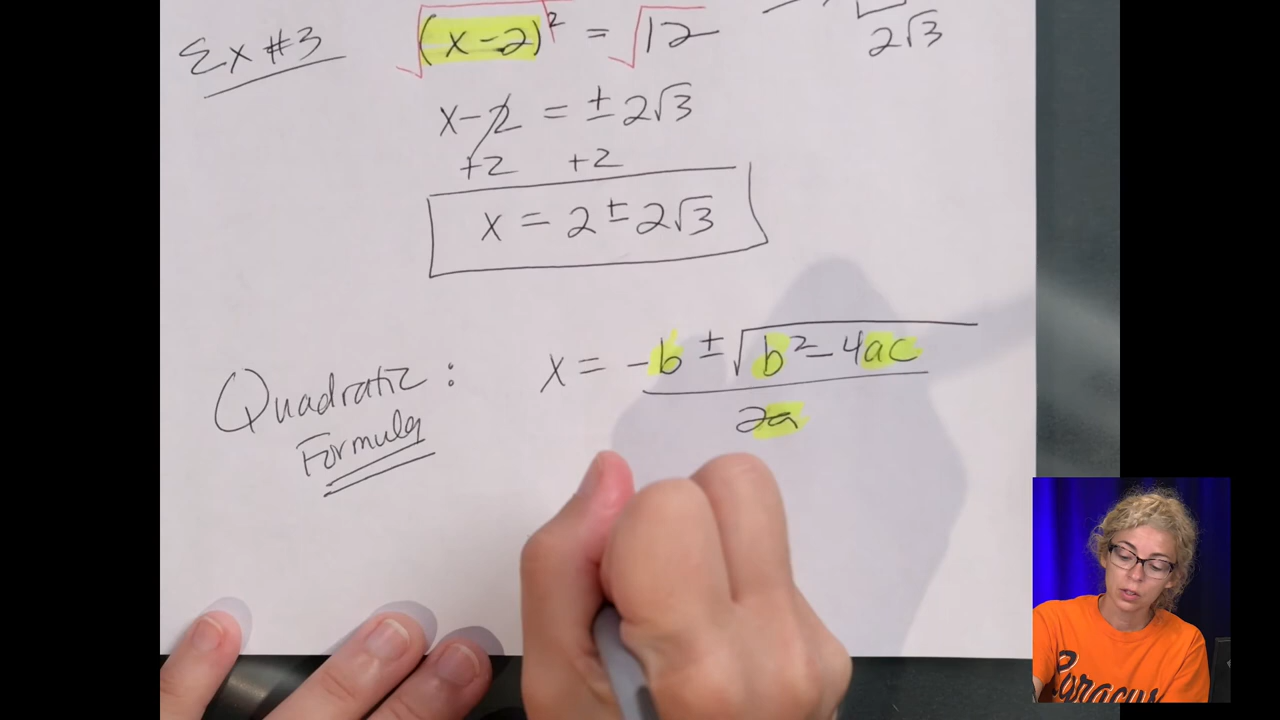 Ex #3 √(x-2)² = √12
2√3
x-2 = ± 2√3
+2 +2
x = 2 ± 2√3
Quadratic Formula: x = -b ± √b²-4ac
2a
Syracus